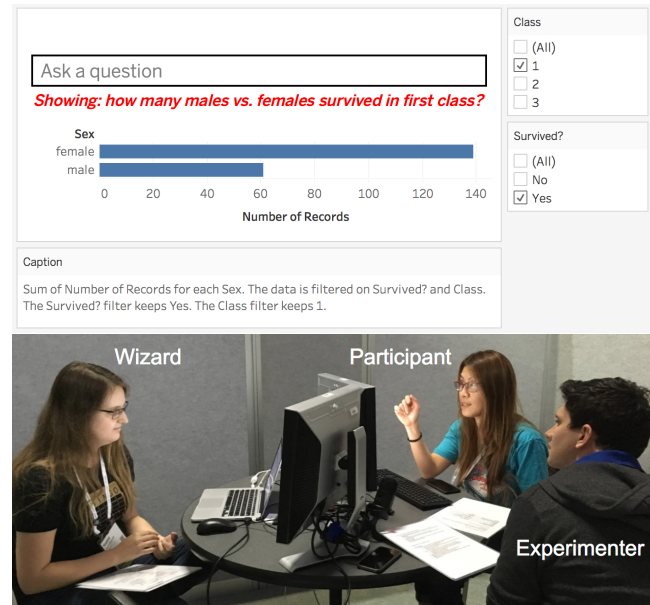 Ask a question
Showing: how many males vs. females survived in first class?
Sex
female
male
0 20 40 60 80 100 120 140
Number of Records
Caption
Sum of Number of Records for each Sex. The data is filtered on Survived? and Class.
The Survived? filter keeps Yes. The Class filter keeps 1.
Class
(All)
1
2
3
Survived?
(All)
No
Yes
Wizard
Participant
Experimenter